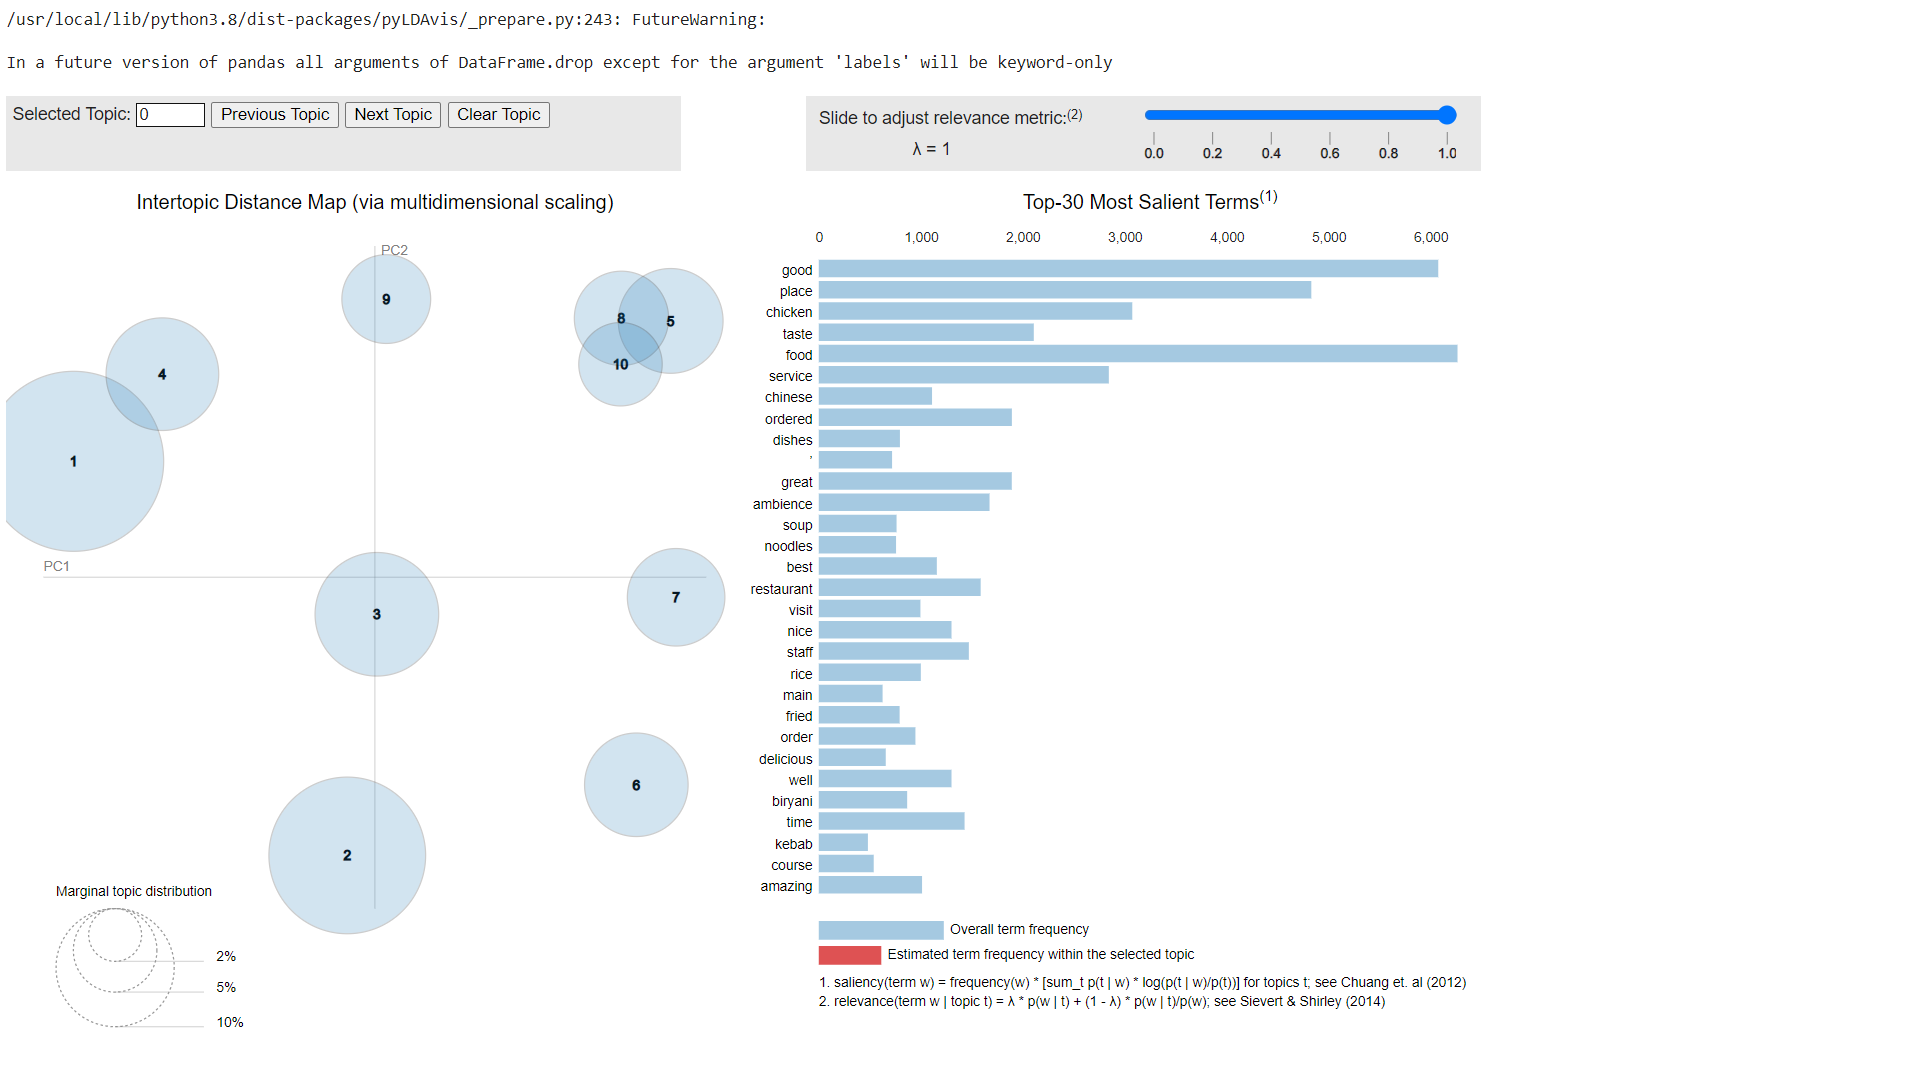 /usr/local/lib/python3.8/dist-packages/pyLDAvis/_prepare.py:243: FutureWarning:
In a future version of pandas all arguments of DataFrame.drop except for the argument 'labels' will be keyword-only
Selected Topic: 0 Previous Topic Next Topic Clear Topic
Slide to adjust relevance metric:(2)
λ = 1
0.0 0.2 0.4 0.6 0.8 1.0
Intertopic Distance Map (via multidimensional scaling)
PC2
9
8
5
10
4
1
PC1
3
7
6
2
Marginal topic distribution
2%
5%
10%
Top-30 Most Salient Terms(1)
0 1,000 2,000 3,000 4,000 5,000 6,000
good
place
chicken
taste
food
service
chinese
ordered
dishes
’
great
ambience
soup
noodles
best
restaurant
visit
nice
staff
rice
main
fried
order
delicious
well
biryani
time
kebab
course
amazing
Overall term frequency
Estimated term frequency within the selected topic
1. saliency(term w) = frequency(w) * [sum_t p(t | w) * log(p(t | w)/p(t))] for topics t; see Chuang et. al (2012)
2. relevance(term w | topic t) = λ * p(w | t) + (1 - λ) * p(w | t)/p(w); see Sievert & Shirley (2014)